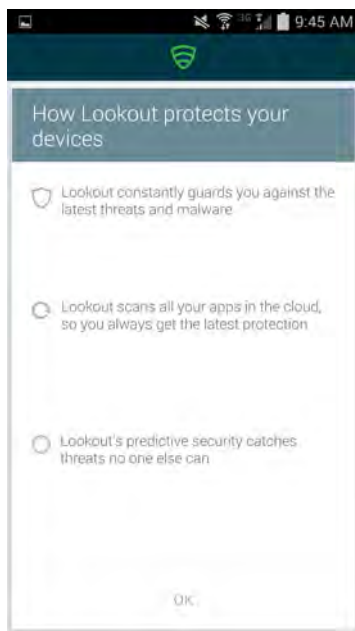 3G 9:45 AM
How Lookout protects your
devices
Lookout constantly guards you against the
latest threats and malware
Lookout scans all your apps in the cloud,
so you always get the latest protection
Lookout's predictive security catches
threats no one else can
OK